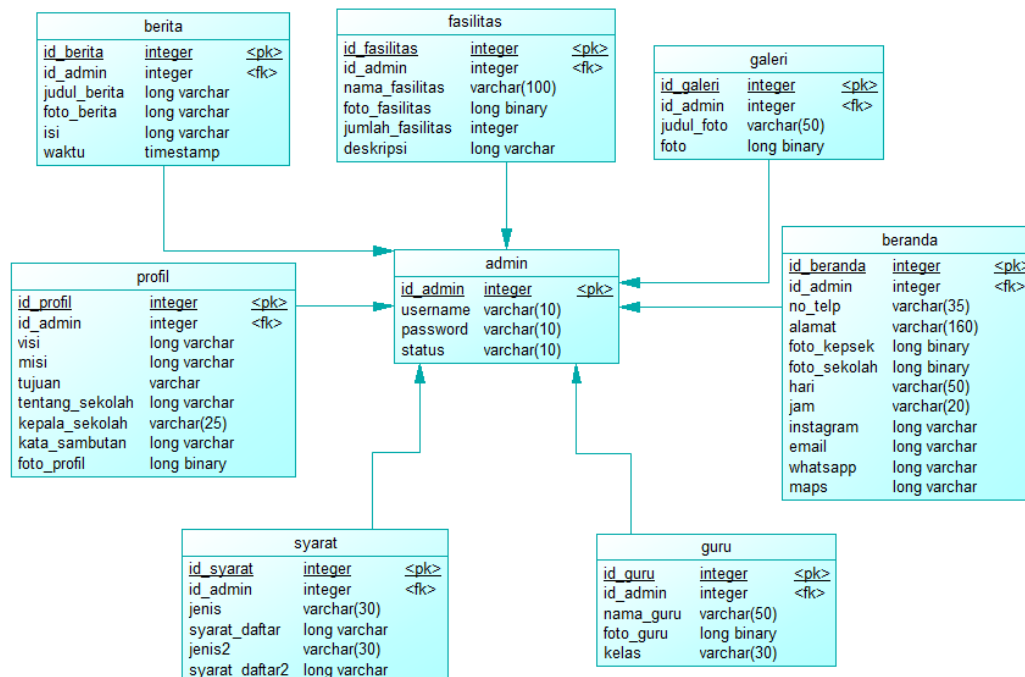 berita
id_berita integer <pk>
id_admin integer <fk>
judul_berita long varchar
foto_berita long varchar
isi long varchar
waktu timestamp
fasilitas
id_fasilitas integer <pk>
id_admin integer <fk>
nama_fasilitas varchar(100)
foto_fasilitas long binary
jumlah_fasilitas integer
deskripsi long varchar
galeri
id_galeri integer <pk>
id_admin integer <fk>
judul_foto varchar(50)
foto long binary
profil
id_profil integer <pk>
id_admin integer <fk>
visi long varchar
misi long varchar
tujuan varchar
tentang_sekolah long varchar
kepala_sekolah varchar(25)
kata_sambutan long varchar
foto_profil long binary
admin
id_admin integer <pk>
username varchar(10)
password varchar(10)
status varchar(10)
beranda
id_beranda integer <pk>
id_admin integer <fk>
no_telp varchar(35)
alamat varchar(160)
foto_kepsek long binary
foto_sekolah long binary
hari varchar(50)
jam varchar(20)
instagram long varchar
email long varchar
whatsapp long varchar
maps long varchar
syarat
id_syarat integer <pk>
id_admin integer <fk>
jenis varchar(30)
syarat_daftar long varchar
jenis2 varchar(30)
syarat_daftar2 long varchar
guru
id_guru integer <pk>
id_admin integer <fk>
nama_guru varchar(50)
foto_guru long binary
kelas varchar(30)